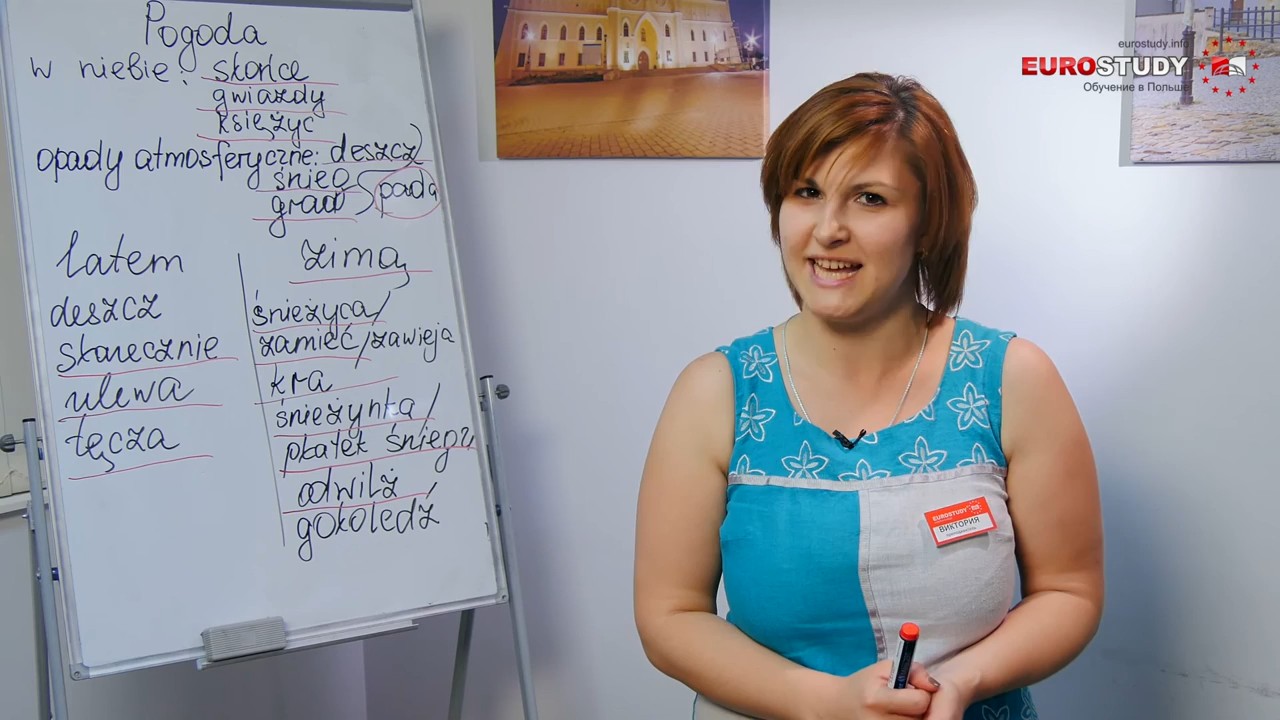 Pogoda
w niebie: słońce
gwiazdy
księżyc
opady atmosferyczne: deszcz
śnieg
pada
grad
latem
zimą
deszcz
słonecznie
ulewa
tęcza
śnieżyca/
zamieć/zawieja
kra
śnieżynka/
płatek śniegu
odwilż
gołoledź
eurostudy.info
EUROSTUDY
Обучение в Польше
EUROSTUDY
ВИКТОРИЯ